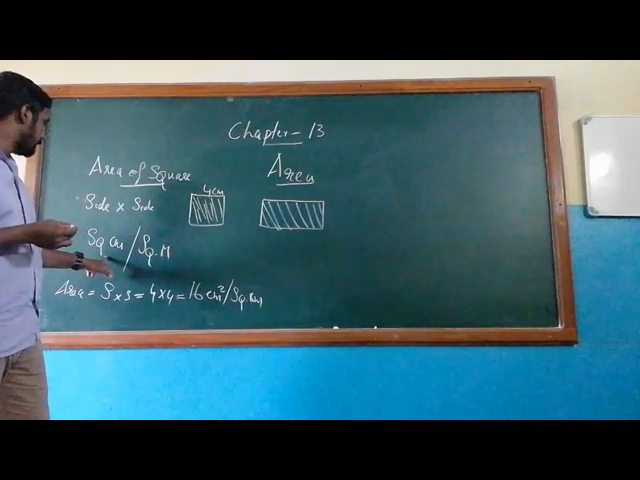 Chapter - 13
Area
Area of Square
Side x Side
4cm
Sq.cm / Sq.M
Area = S x S = 4 x 4 = 16 cm² / Sq.cm